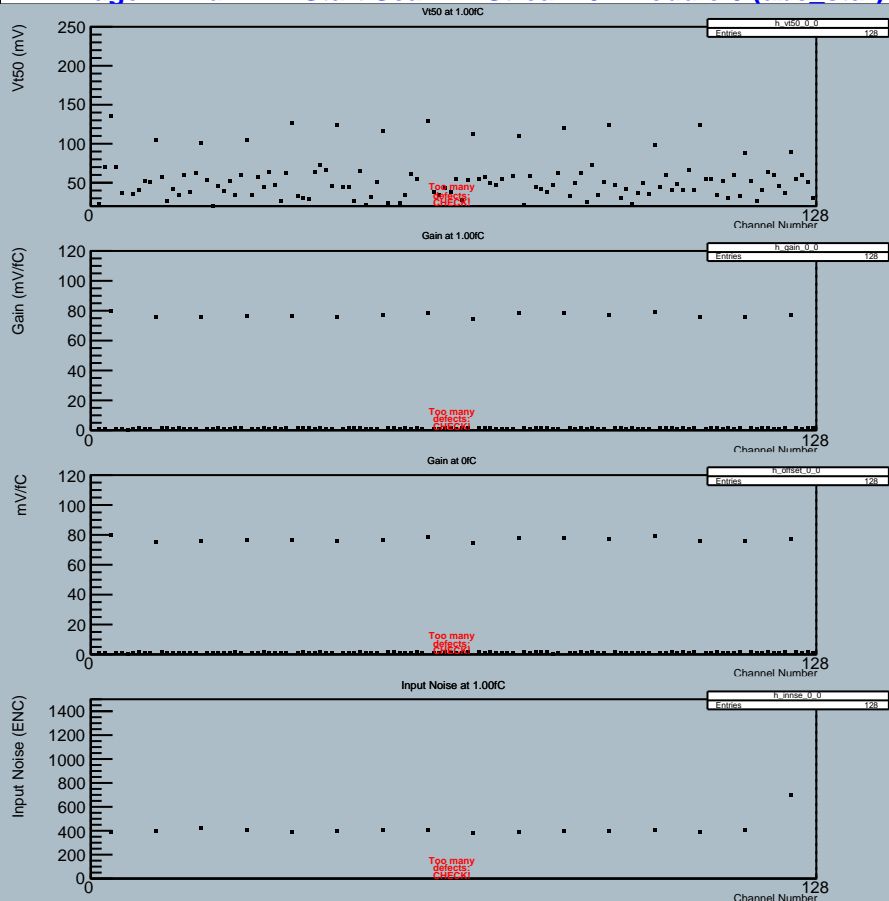 Vt50 at 1.00fC
h_vt50_0_0
Entries 128
Vt50 (mV)
250
200
150
100
50
Too many
defects:
CHECK!
0
128
Channel Number
Gain at 1.00fC
h_gain_0_0
Entries 128
Gain (mV/fC)
120
100
80
60
40
20
0
Too many
defects:
CHECK!
0
128
Channel Number
Gain at 0fC
h_offset_0_0
Entries 128
mV/fC
120
100
80
60
40
20
0
Too many
defects:
CHECK!
0
128
Channel Number
Input Noise at 1.00fC
h_innse_0_0
Entries 128
Input Noise (ENC)
1400
1200
1000
800
600
400
200
0
Too many
defects:
CHECK!
0
128
Channel Number